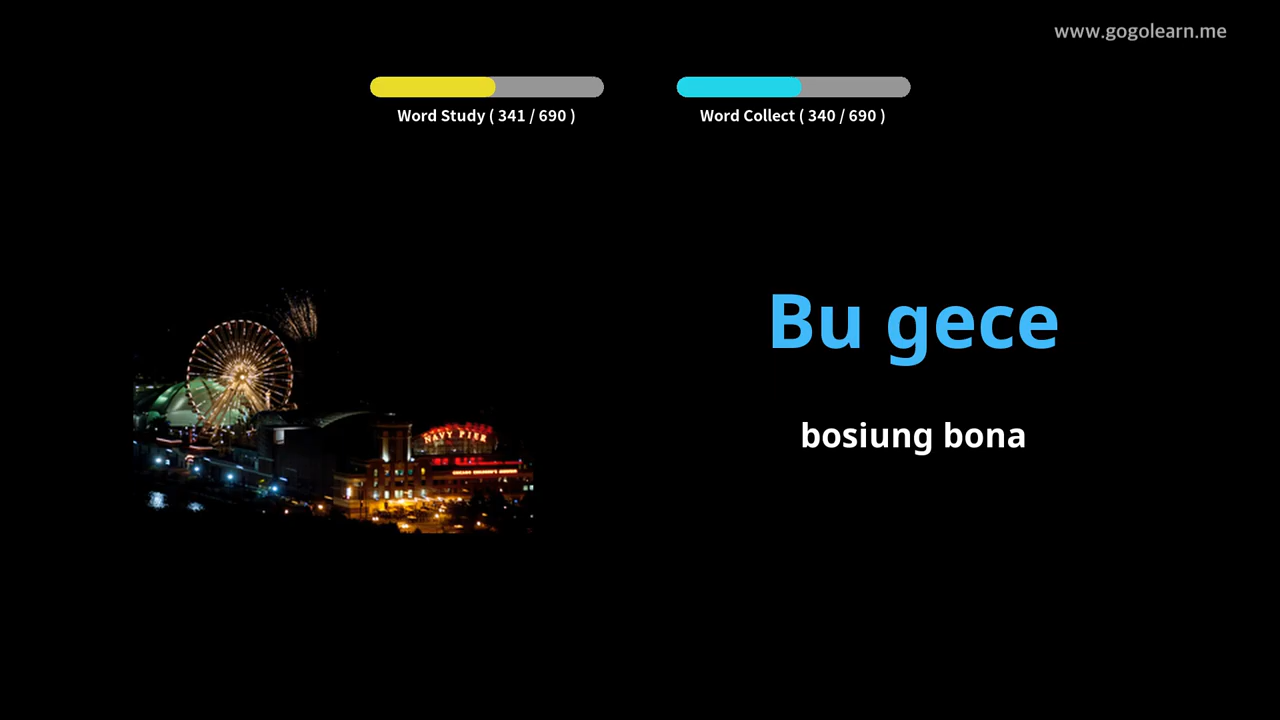 www.gogolearn.me
Word Study ( 341 / 690 )
Word Collect ( 340 / 690 )
Bu gece
bosiung bona
NAVY PIER